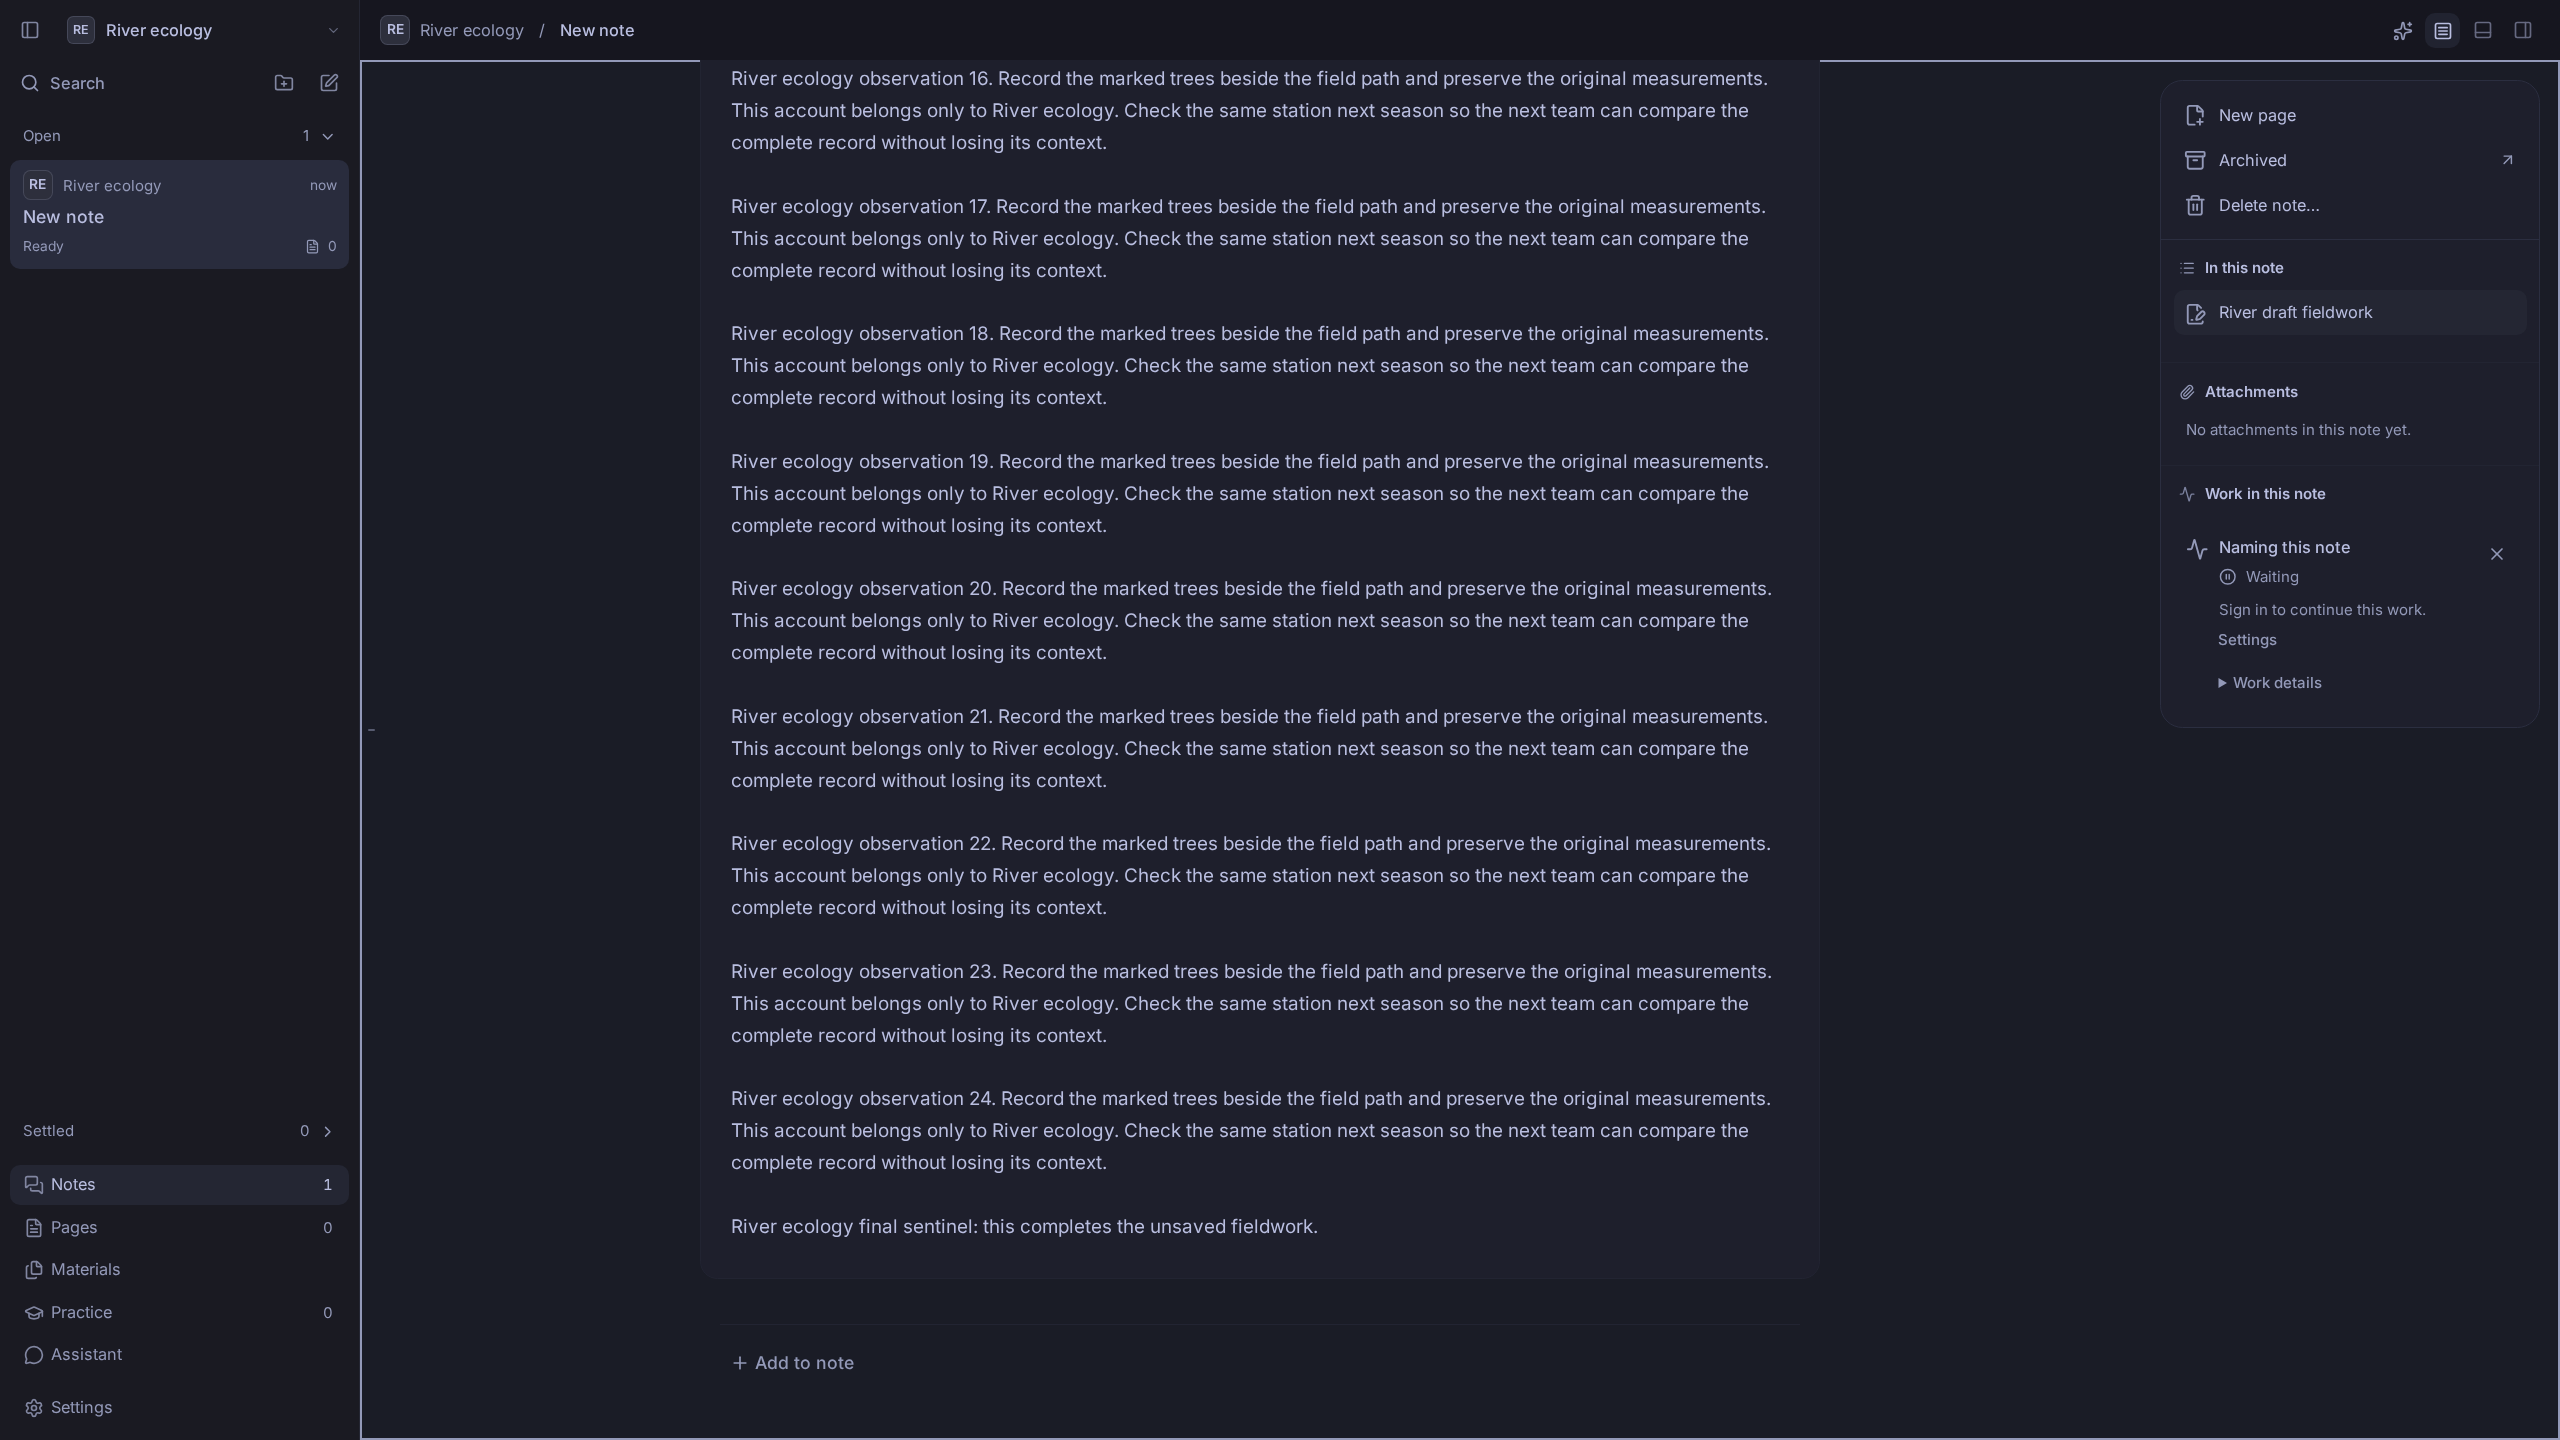 RE River ecology
RE River ecology / New note
Search
Open 1
RE River ecology now
New note
Ready 0
River ecology observation 16. Record the marked trees beside the field path and preserve the original measurements.
This account belongs only to River ecology. Check the same station next season so the next team can compare the
complete record without losing its context.
River ecology observation 17. Record the marked trees beside the field path and preserve the original measurements.
This account belongs only to River ecology. Check the same station next season so the next team can compare the
complete record without losing its context.
River ecology observation 18. Record the marked trees beside the field path and preserve the original measurements.
This account belongs only to River ecology. Check the same station next season so the next team can compare the
complete record without losing its context.
River ecology observation 19. Record the marked trees beside the field path and preserve the original measurements.
This account belongs only to River ecology. Check the same station next season so the next team can compare the
complete record without losing its context.
River ecology observation 20. Record the marked trees beside the field path and preserve the original measurements.
This account belongs only to River ecology. Check the same station next season so the next team can compare the
complete record without losing its context.
River ecology observation 21. Record the marked trees beside the field path and preserve the original measurements.
This account belongs only to River ecology. Check the same station next season so the next team can compare the
complete record without losing its context.
River ecology observation 22. Record the marked trees beside the field path and preserve the original measurements.
This account belongs only to River ecology. Check the same station next season so the next team can compare the
complete record without losing its context.
River ecology observation 23. Record the marked trees beside the field path and preserve the original measurements.
This account belongs only to River ecology. Check the same station next season so the next team can compare the
complete record without losing its context.
River ecology observation 24. Record the marked trees beside the field path and preserve the original measurements.
This account belongs only to River ecology. Check the same station next season so the next team can compare the
complete record without losing its context.
River ecology final sentinel: this completes the unsaved fieldwork.
Add to note
New page
Archived
Delete note...
In this note
River draft fieldwork
Attachments
No attachments in this note yet.
Work in this note
Naming this note
Waiting
Sign in to continue this work.
Settings
Work details
Settled 0
Notes 1
Pages 0
Materials
Practice 0
Assistant
Settings